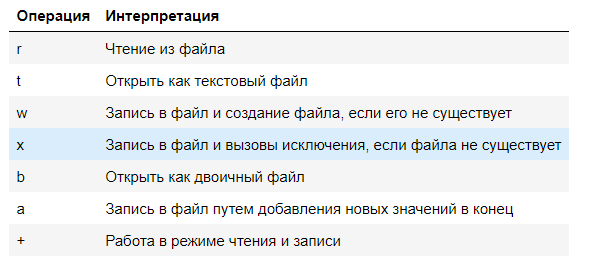 Операция Интерпретация
r Чтение из файла
t Открыть как текстовый файл
w Запись в файл и создание файла, если его не существует
x Запись в файл и вызовы исключения, если файла не существует
b Открыть как двоичный файл
a Запись в файл путем добавления новых значений в конец
+ Работа в режиме чтения и записи